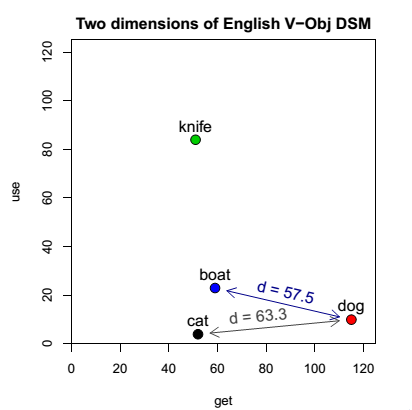 Two dimensions of English V−Obj DSM
120
100
80
60
40
20
0
use
knife
boat
d = 57.5
dog
cat
d = 63.3
0 20 40 60 80 100 120
get